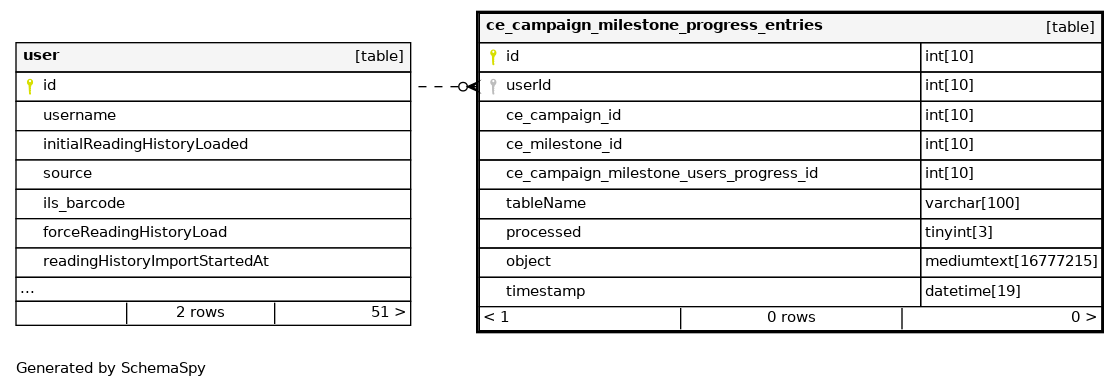 user [table]
id
username
initialReadingHistoryLoaded
source
ils_barcode
forceReadingHistoryLoad
readingHistoryImportStartedAt
...
2 rows 51 >
ce_campaign_milestone_progress_entries [table]
id int[10]
userId int[10]
ce_campaign_id int[10]
ce_milestone_id int[10]
ce_campaign_milestone_users_progress_id int[10]
tableName varchar[100]
processed tinyint[3]
object mediumtext[16777215]
timestamp datetime[19]
< 1 0 rows 0 >
Generated by SchemaSpy